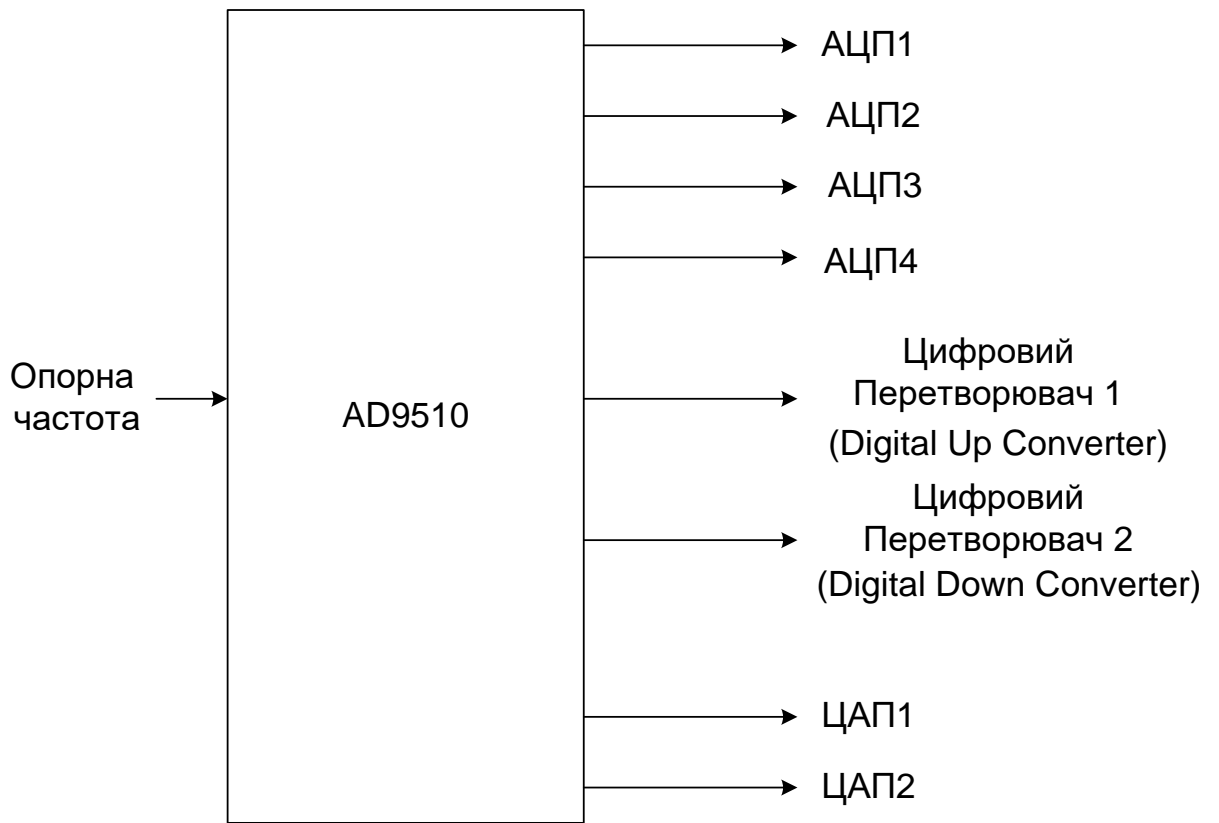 АЦП1
АЦП2
АЦП3
АЦП4
Опорна
частота
AD9510
Цифровий
Перетворювач 1
(Digital Up Converter)
Цифровий
Перетворювач 2
(Digital Down Converter)
ЦАП1
ЦАП2